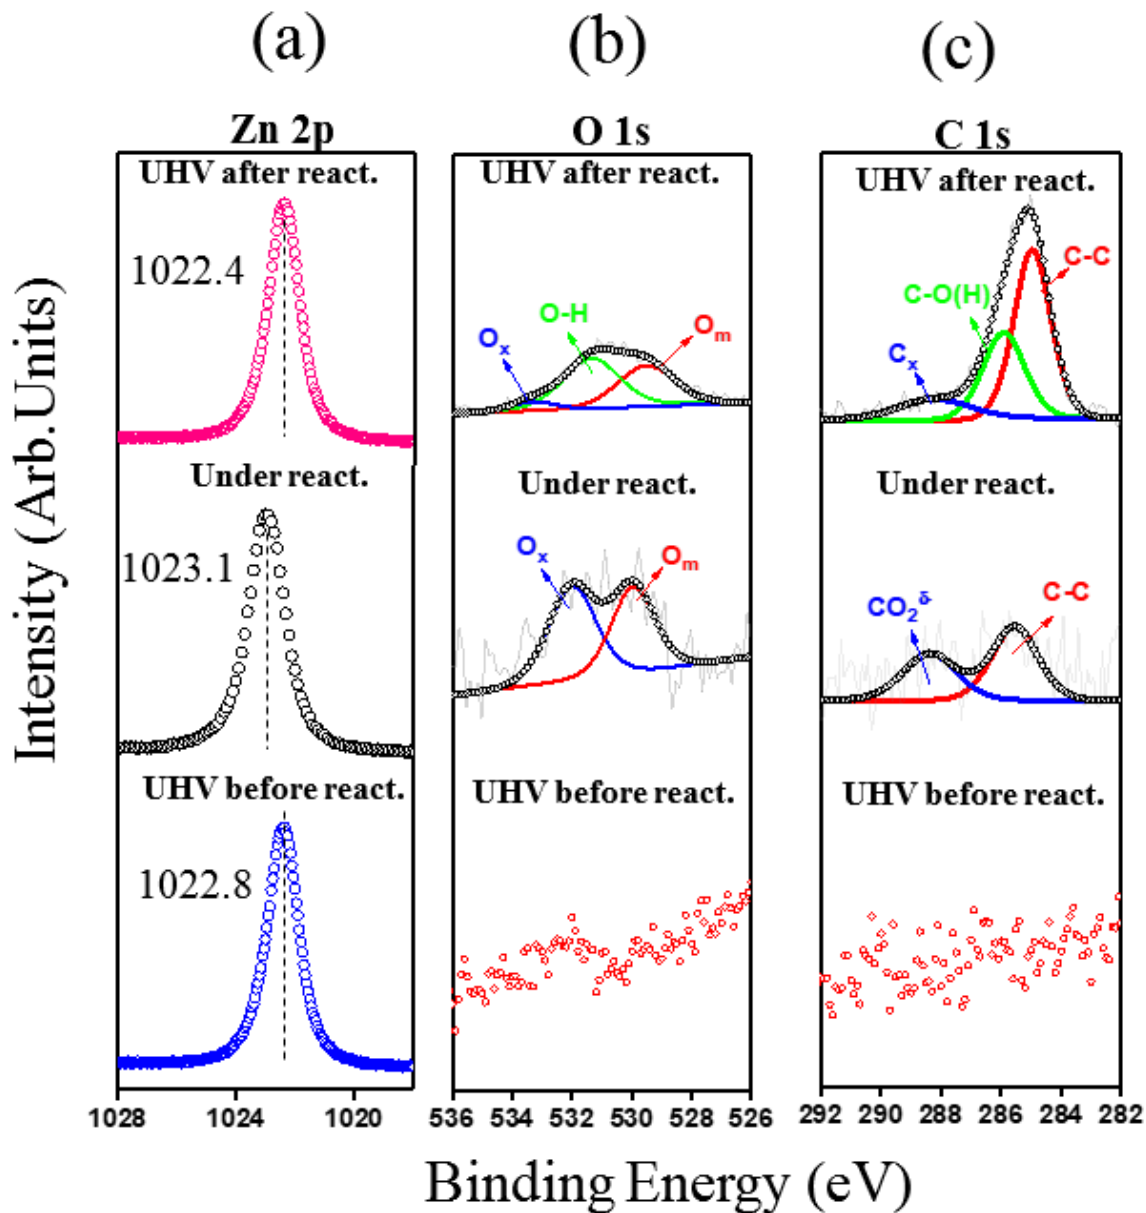 (a)
(b)
(c)
Zn 2p
O 1s
C 1s
Intensity (Arb.Units)
UHV after react.
1022.4
Under react.
1023.1
UHV before react.
1022.8
1028
1024
1020
UHV after react.
Oₓ
O-H
Oₘ
Under react.
Oₓ
Oₘ
UHV before react.
536
534
532
530
528
526
UHV after react.
C-C
C-O(H)
Cₓ
Under react.
CO₂^δ-
C-C
UHV before react.
292
290
288
286
284
282
Binding Energy (eV)